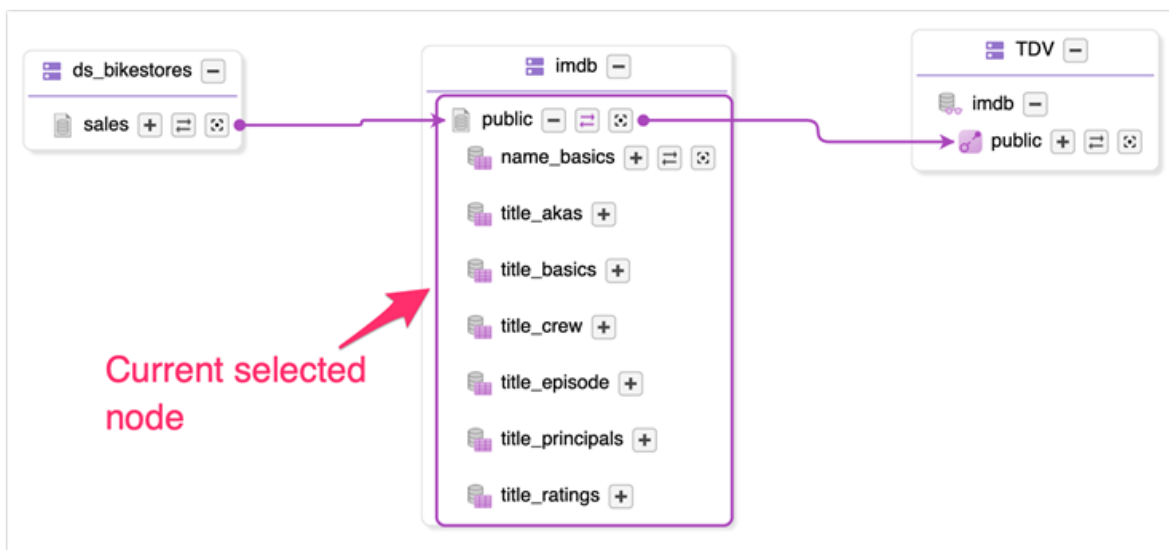 ds_bikestores
sales
imdb
public
name_basics
title_akas
title_basics
title_crew
title_episode
title_principals
title_ratings
TDV
imdb
public
Current selected
node